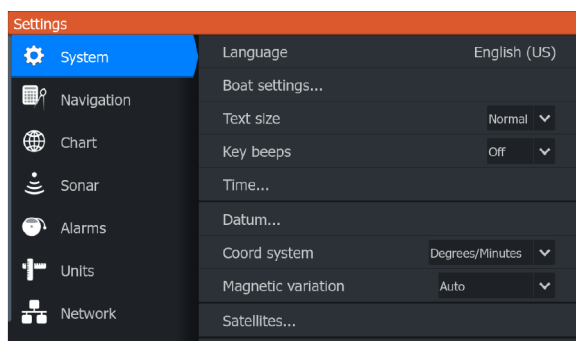 Settings
System
Navigation
Chart
Sonar
Alarms
Units
Network
Language English (US)
Boat settings...
Text size Normal
Key beeps Off
Time...
Datum...
Coord system Degrees/Minutes
Magnetic variation Auto
Satellites...